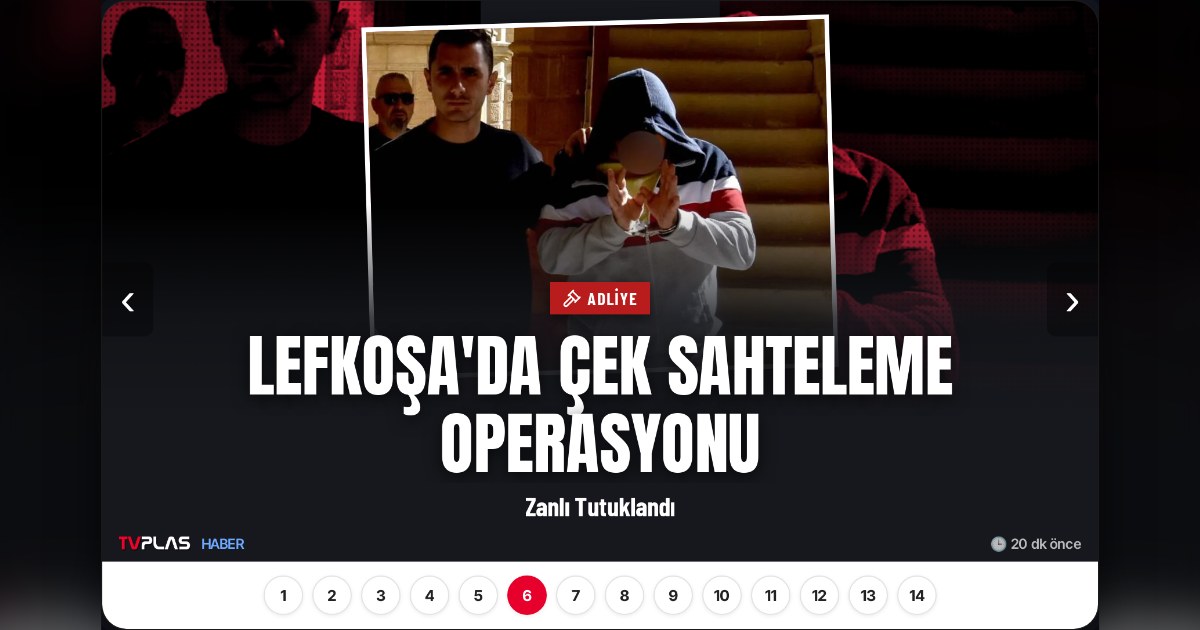 ADLİYE
LEFKOŞA'DA ÇEK SAHTELEME
OPERASYONU
Zanlı Tutuklandı
TVPLAS HABER
20 dk önce
1 2 3 4 5 6 7 8 9 10 11 12 13 14